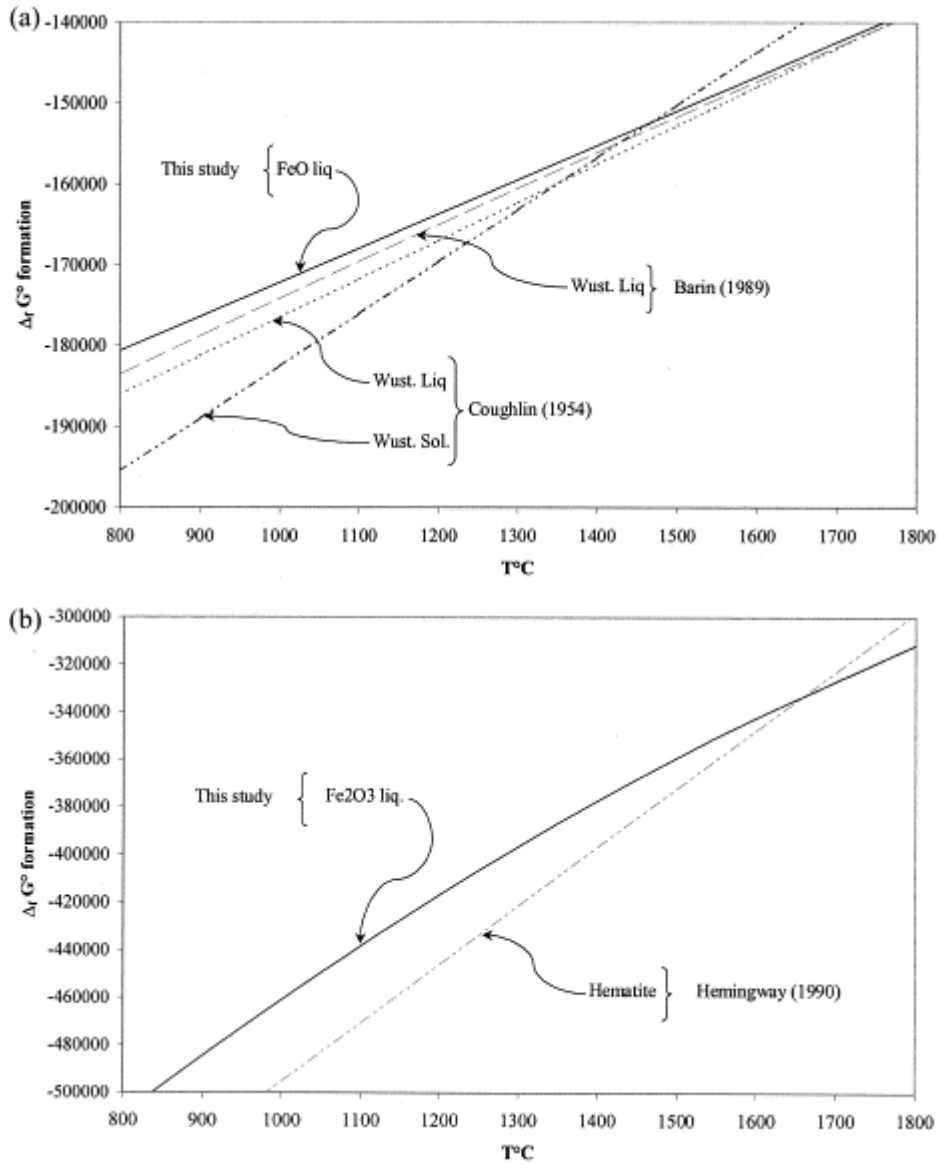 (a)
-140000
-150000
-160000
-170000
-180000
-190000
-200000
Δf G° formation
This study { FeO liq
Wust. Liq } Barin (1989)
Wust. Liq
Wust. Sol. } Coughlin (1954)
800 900 1000 1100 1200 1300 1400 1500 1600 1700 1800
T°C
(b)
-300000
-320000
-340000
-360000
-380000
-400000
-420000
-440000
-460000
-480000
-500000
Δf G° formation
This study { Fe2O3 liq.
Hematite } Hemingway (1990)
800 900 1000 1100 1200 1300 1400 1500 1600 1700 1800
T°C